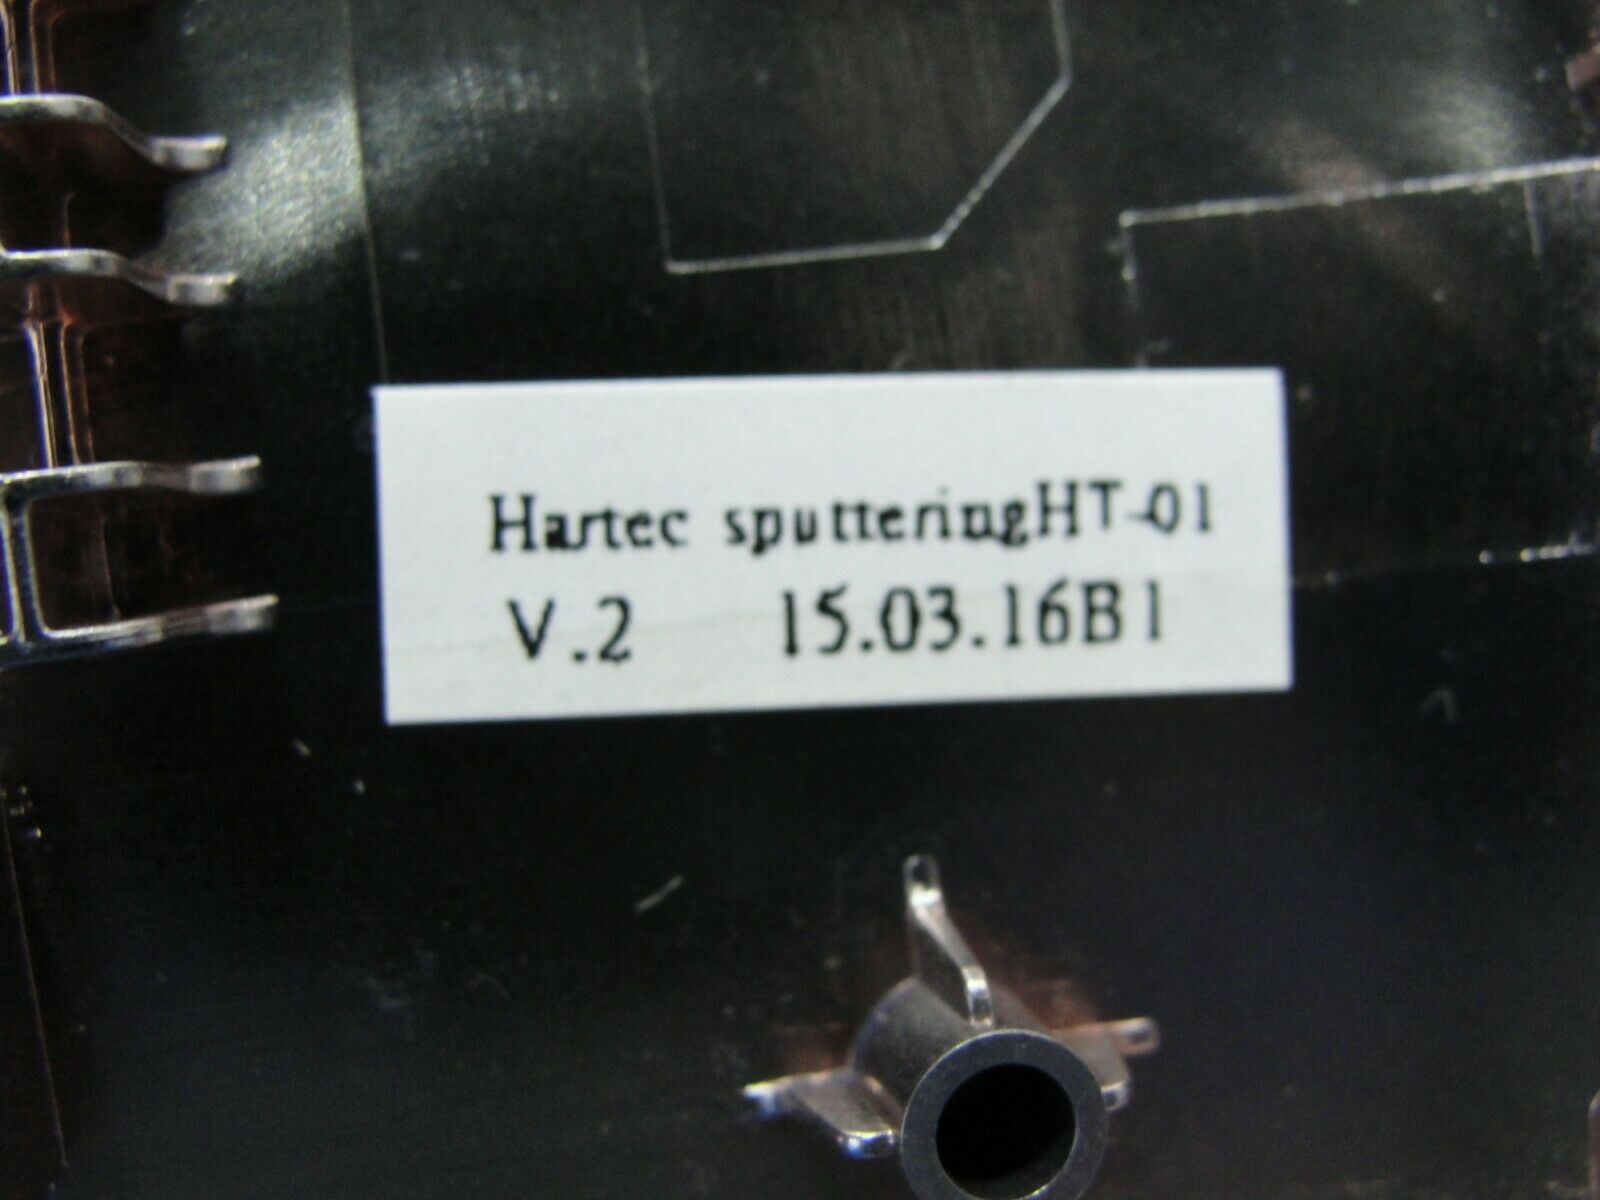 Hartec sputteringHT-01
V.2 15.03.16B1